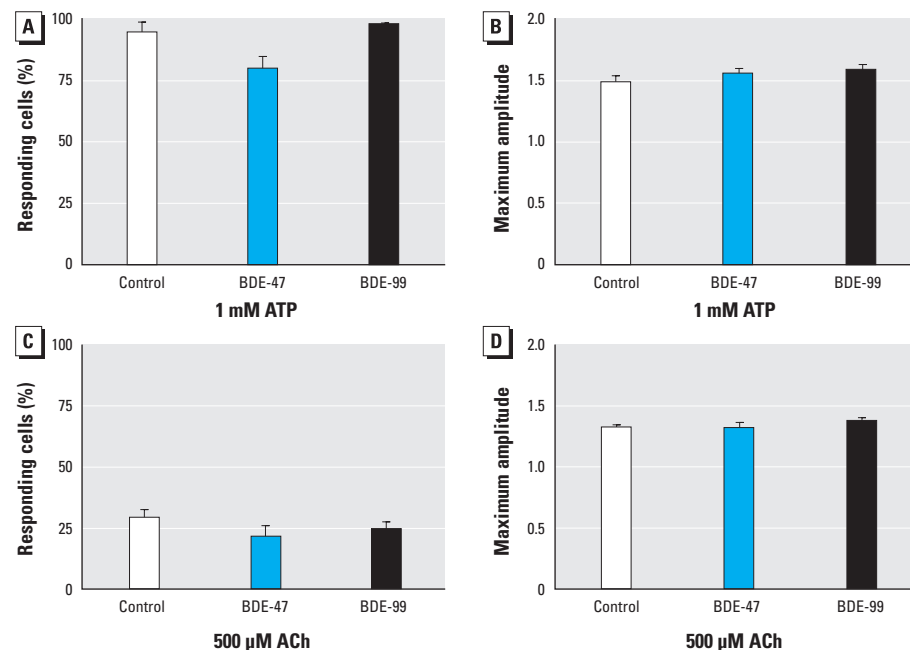 A
Responding cells (%)
100
75
50
25
0
Control BDE-47 BDE-99
1 mM ATP
B
Maximum amplitude
2.0
1.5
1.0
0.5
0
Control BDE-47 BDE-99
1 mM ATP
C
Responding cells (%)
100
75
50
25
0
Control BDE-47 BDE-99
500 µM ACh
D
Maximum amplitude
2.0
1.5
1.0
0.5
0
Control BDE-47 BDE-99
500 µM ACh